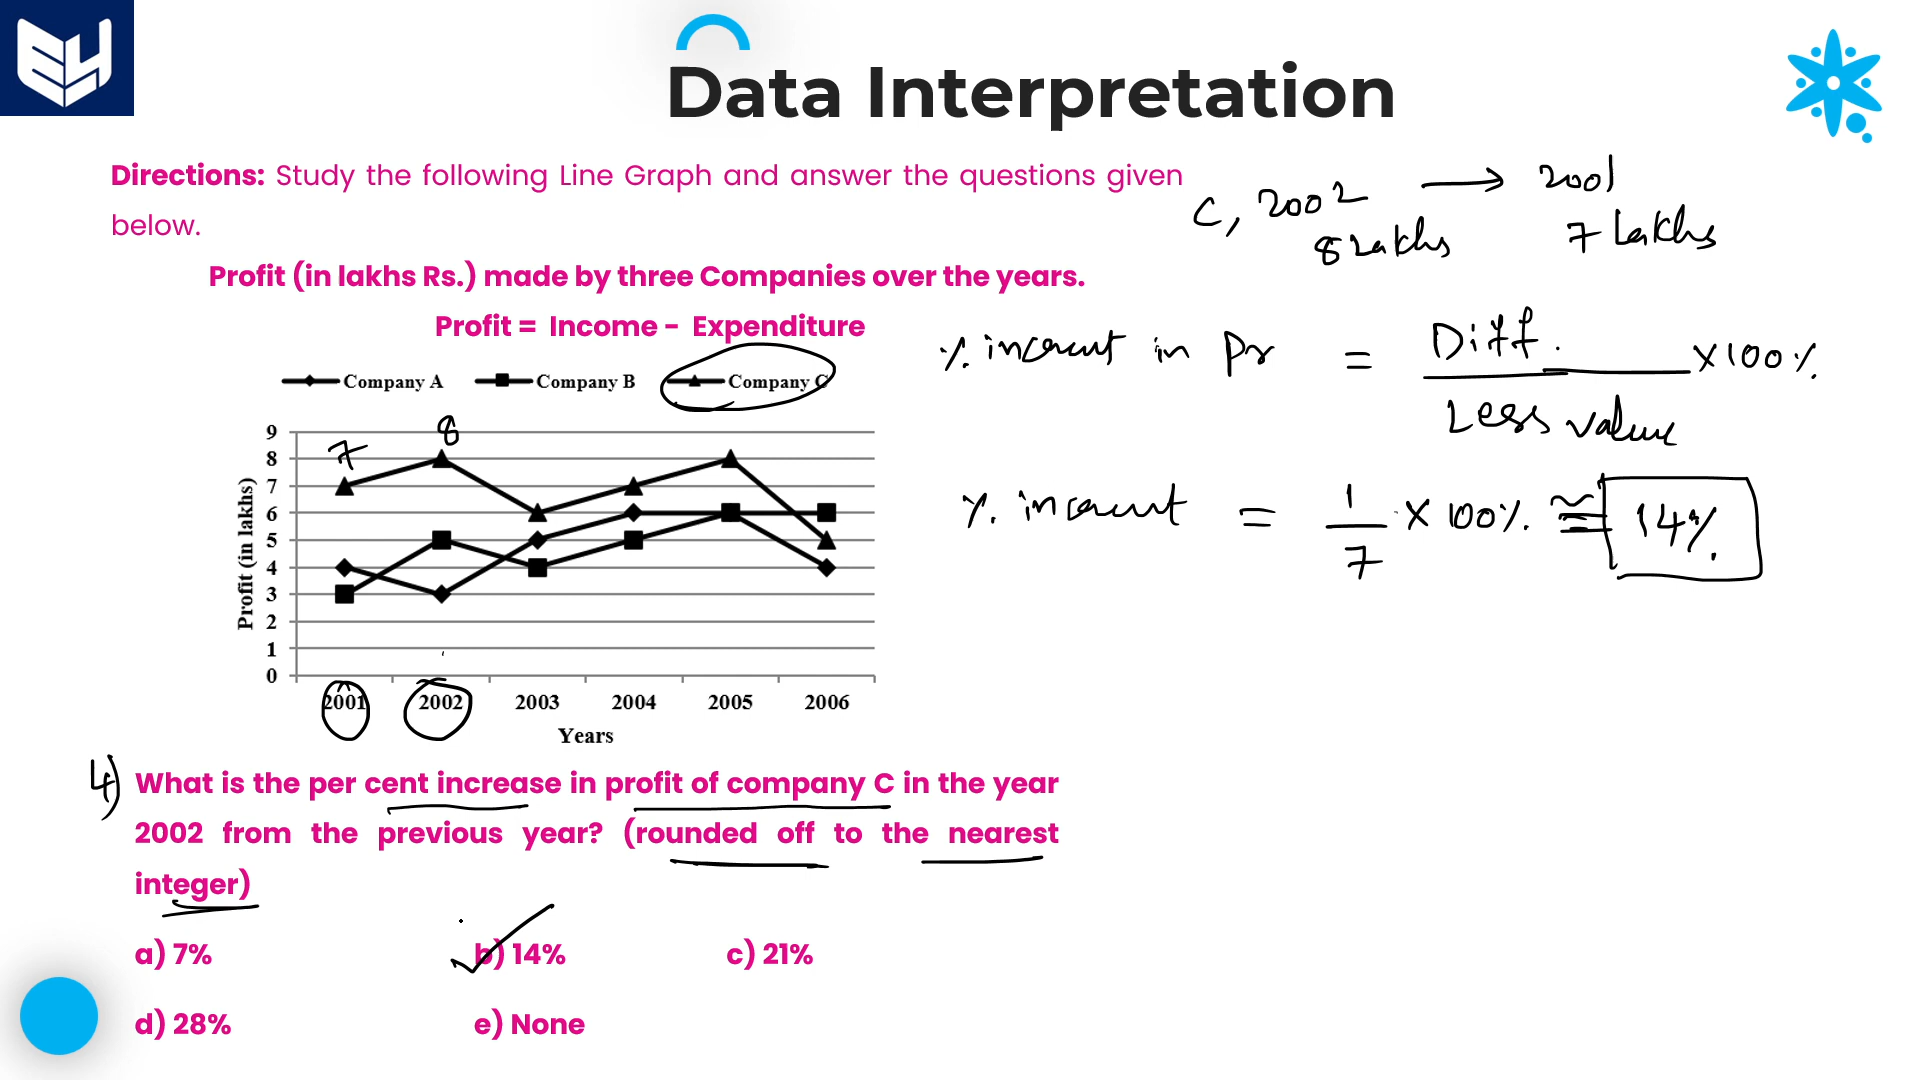 Data Interpretation
Directions: Study the following Line Graph and answer the questions given
below.
C, 2002 → 2001
8 Lakhs 7 Lakhs
Profit (in lakhs Rs.) made by three Companies over the years.
Profit = Income - Expenditure
Company A Company B Company C
% in Pr = Diff. × 100 %
Less value
% = 1/7 × 100% ≅ 14%
7 8
9
8
7
6
5
4
3
2
1
0
Profit (in lakhs)
2001 2002 2003 2004 2005 2006
Years
4) What is the per cent increase in profit of company C in the year
2002 from the previous year? (rounded off to the nearest
integer)
a) 7% b) 14% c) 21%
d) 28% e) None